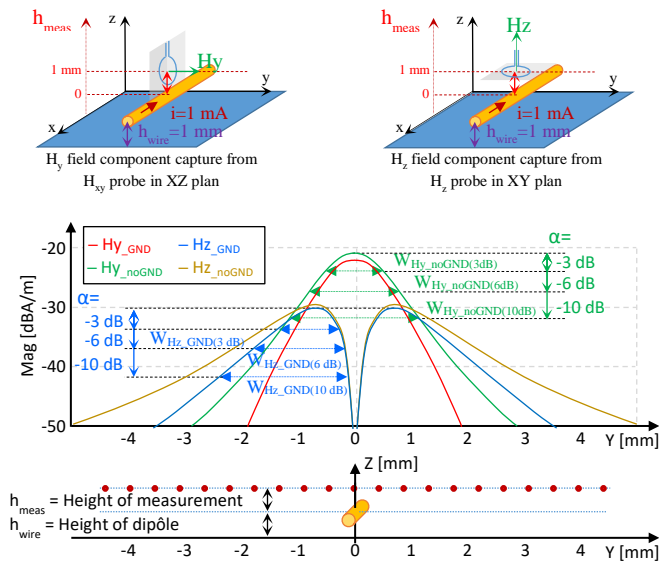 h_meas
z
Hy
1 mm
0
y
x
i=1 mA
h_wire=1 mm
H_y field component capture from
H_xy probe in XZ plan
h_meas
z
Hz
1 mm
0
y
x
i=1 mA
h_wire=1 mm
H_z field component capture from
H_z probe in XY plan
Hy_GND
Hz_GND
Hy_noGND
Hz_noGND
α=
-3 dB
-6 dB
-10 dB
W_Hy_noGND(3dB)
W_Hy_noGND(6dB)
W_Hy_noGND(10dB)
α=
-3 dB
-6 dB
-10 dB
W_Hz_GND(3 dB)
W_Hz_GND(6 dB)
W_Hz_GND(10 dB)
Mag [dBA/m]
-20
-30
-40
-50
-4 -3 -2 -1 0 1 2 3 4 Y [mm]
Z [mm]
h_meas = Height of measurement
h_wire = Height of dipôle
-4 -3 -2 -1 0 1 2 3 4 Y [mm]